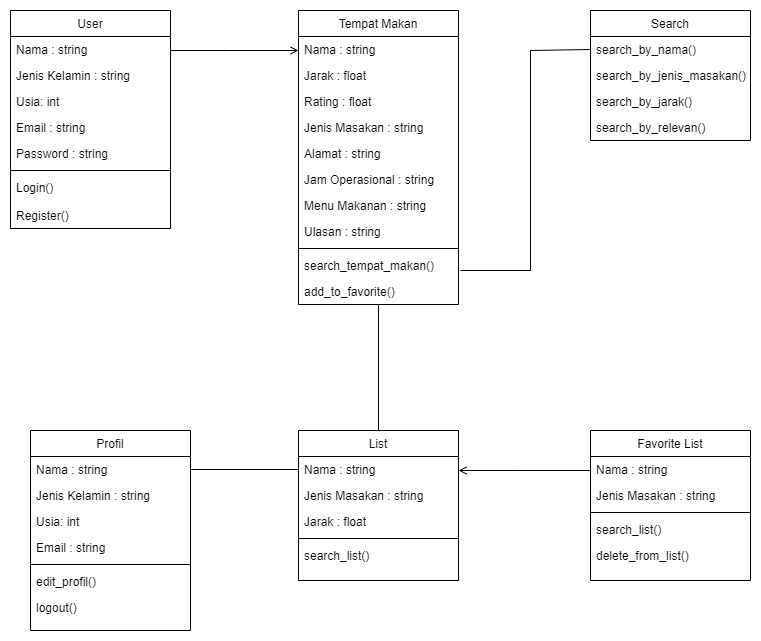 User
Nama : string
Jenis Kelamin : string
Usia: int
Email : string
Password : string
Login()
Register()
Tempat Makan
Nama : string
Jarak : float
Rating : float
Jenis Masakan : string
Alamat : string
Jam Operasional : string
Menu Makanan : string
Ulasan : string
search_tempat_makan()
add_to_favorite()
Search
search_by_nama()
search_by_jenis_masakan()
search_by_jarak()
search_by_relevan()
Profil
Nama : string
Jenis Kelamin : string
Usia: int
Email : string
edit_profil()
logout()
List
Nama : string
Jenis Masakan : string
Jarak : float
search_list()
Favorite List
Nama : string
Jenis Masakan : string
search_list()
delete_from_list()